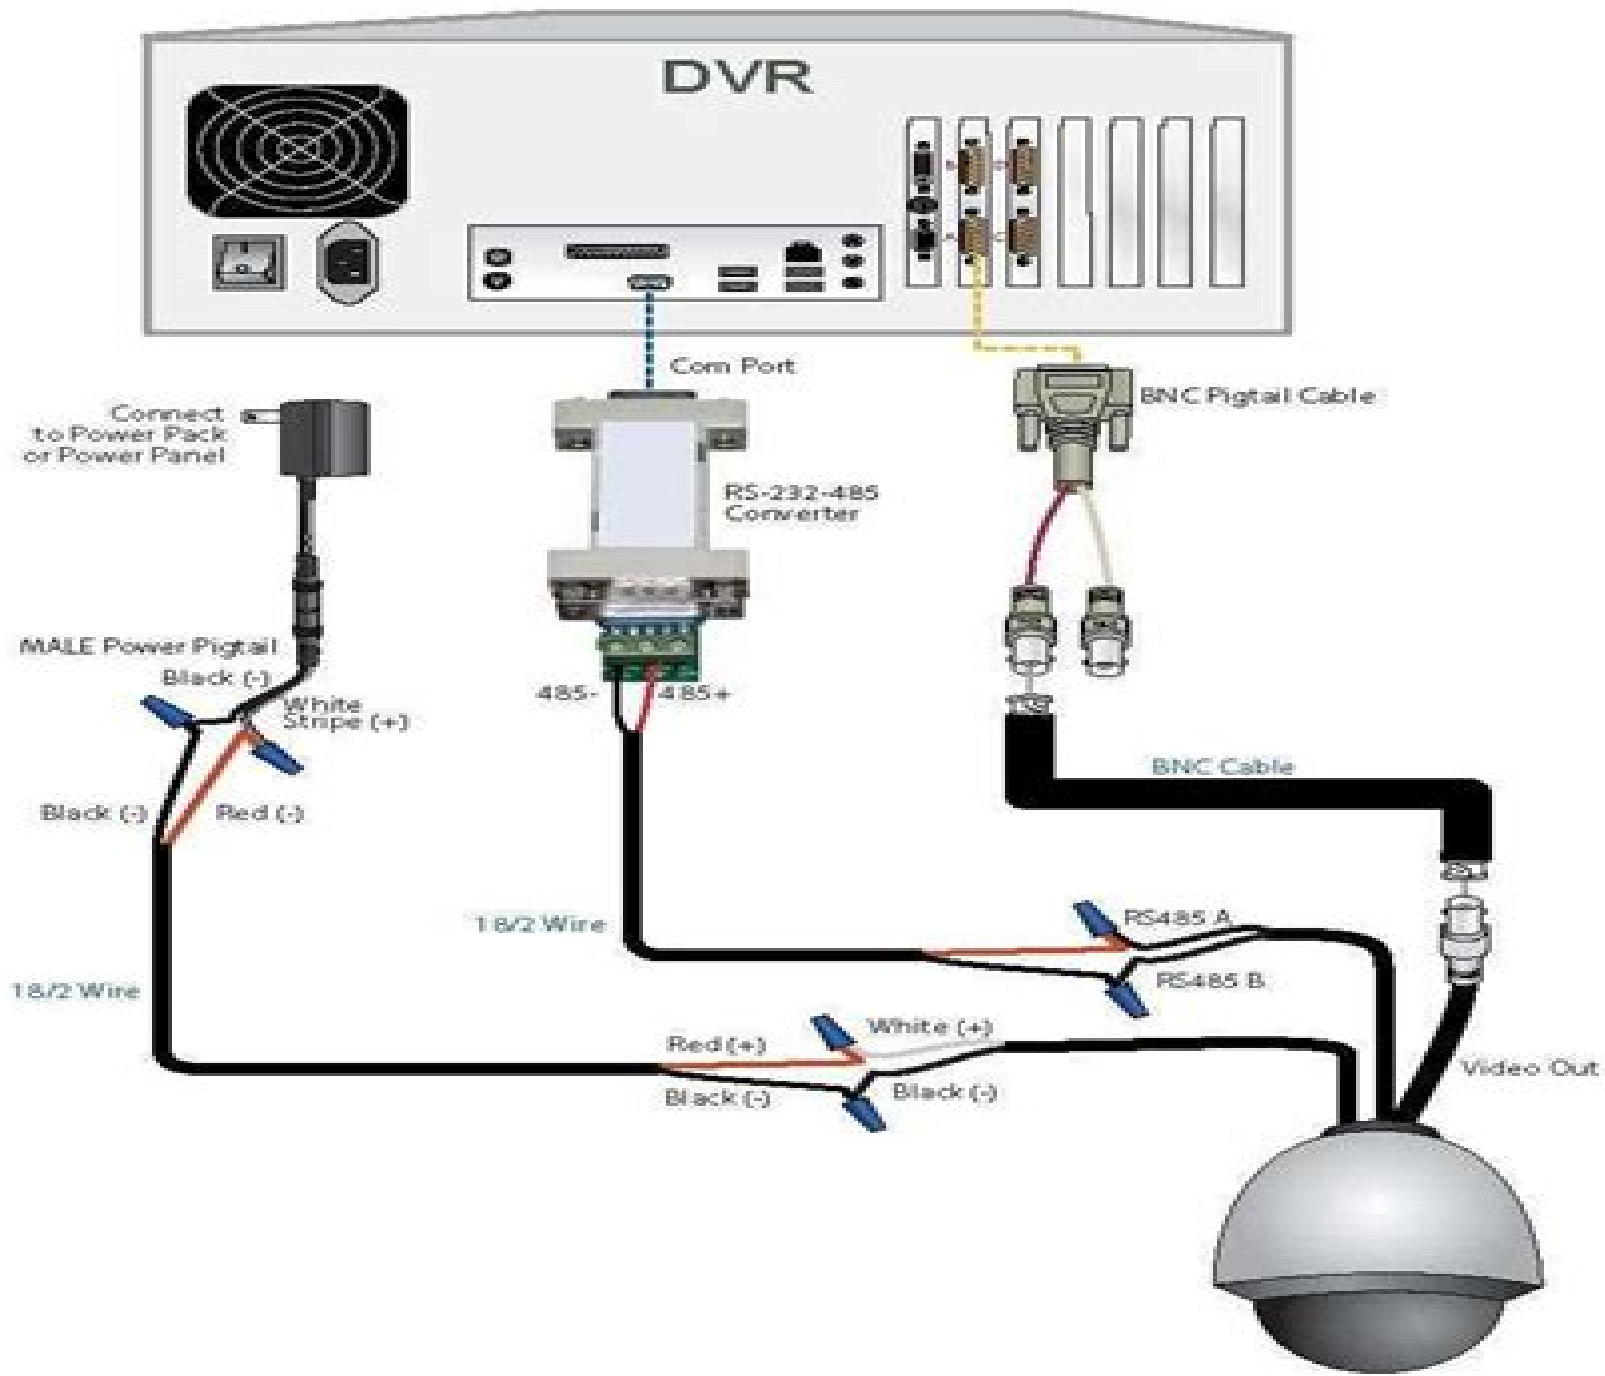 DVR
Com Port
BNC Pigtail Cable
Connect
to Power Pack
or Power Panel
RS-232-485
Converter
MALE Power Pigtail
Black (-)
White
Stripe (+)
485-
485+
BNC Cable
Black (-)
Red (-)
18/2 Wire
RS485 A
RS485 B
18/2 Wire
White (+)
Red (+)
Black (-)
Black (-)
Video Out